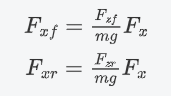 $F_{xf} = \frac{F_{zf}}{mg} F_x$
$F_{xr} = \frac{F_{zr}}{mg} F_x$